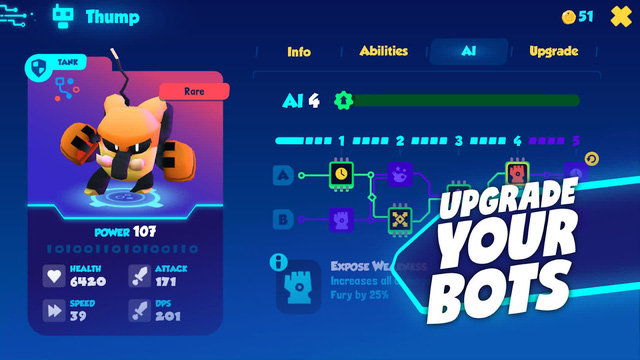 Thump
51
Info
Abilities
AI
Upgrade
TANK
Rare
AI 4
1
2
3
4
5
A
B
POWER 107
HEALTH
6420
ATTACK
171
SPEED
39
DPS
201
EXPOSE
Increases all
Fury by 25%
UPGRADE
YOUR
BOTS